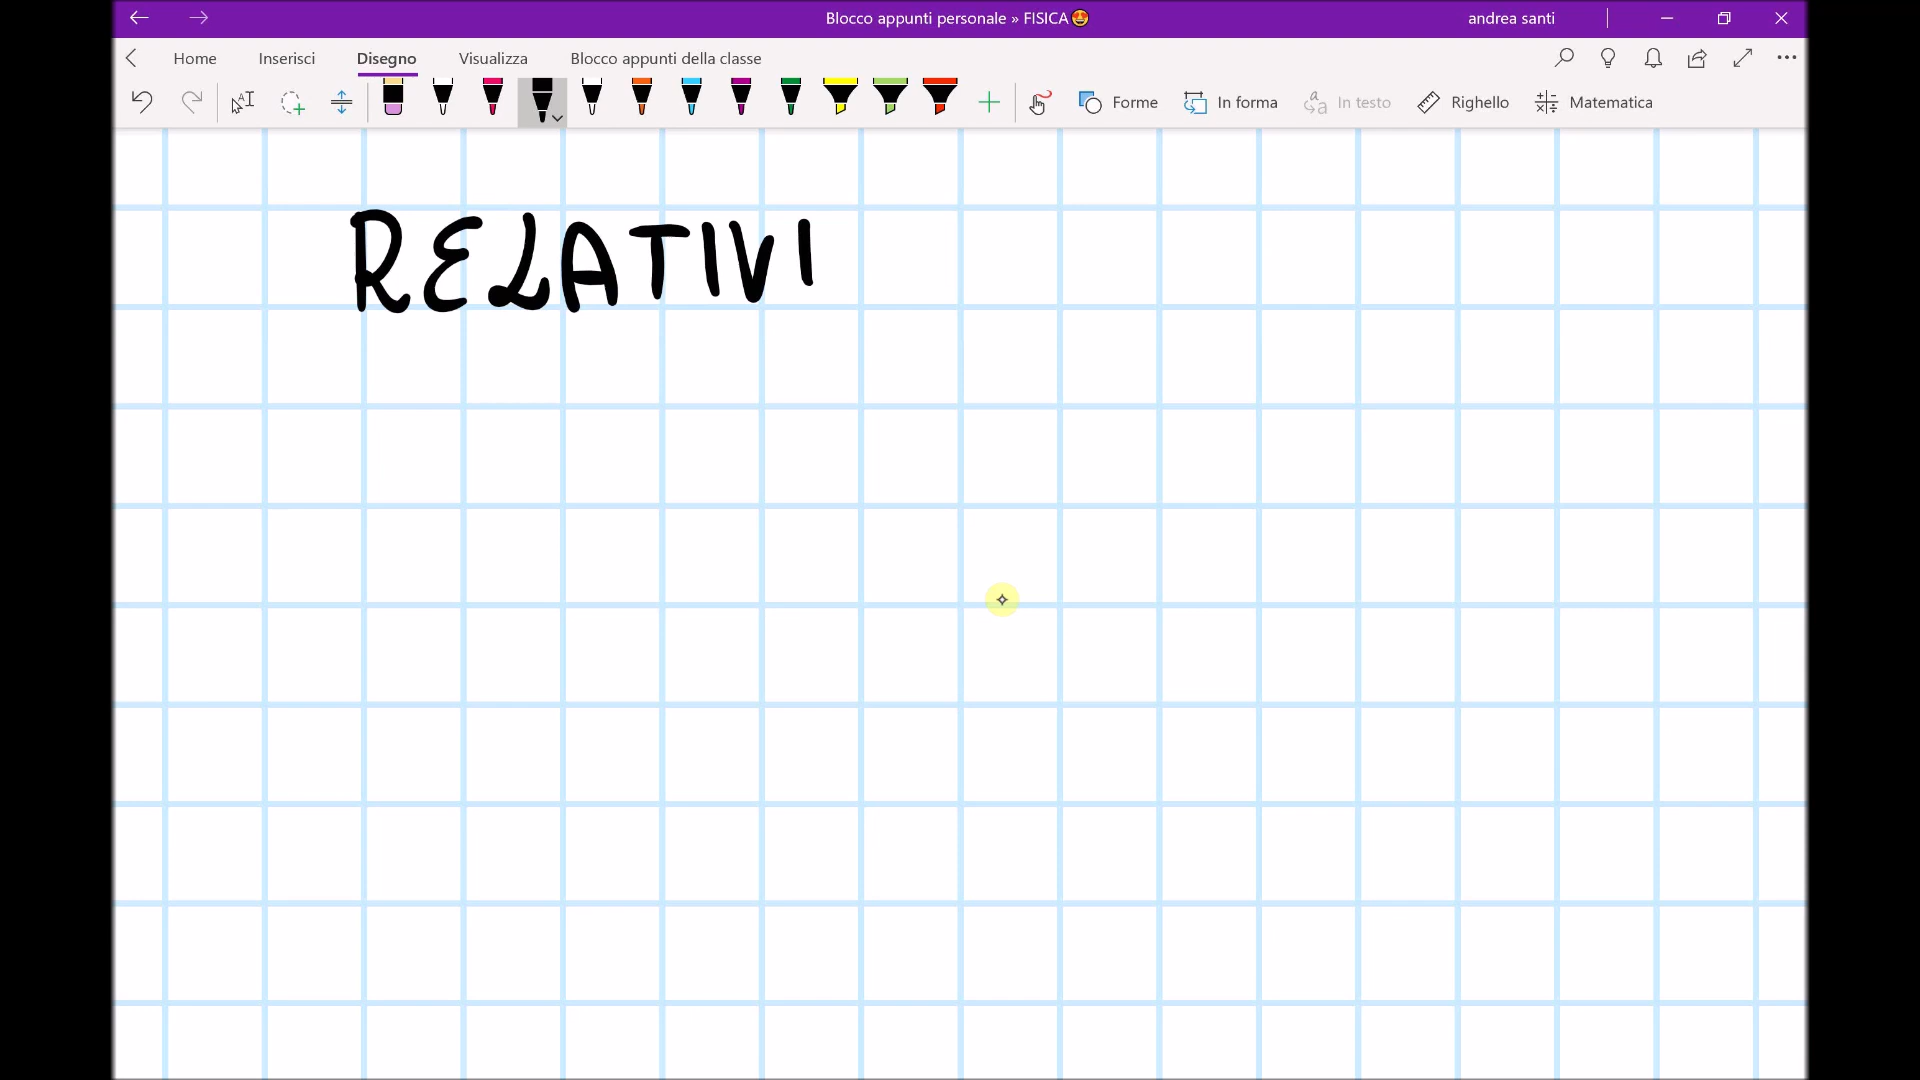 Blocco appunti personale » FISICA😍
andrea santi
Home Inserisci Disegno Visualizza Blocco appunti della classe
Forme In forma In testo Righello Matematica
RELATIVI